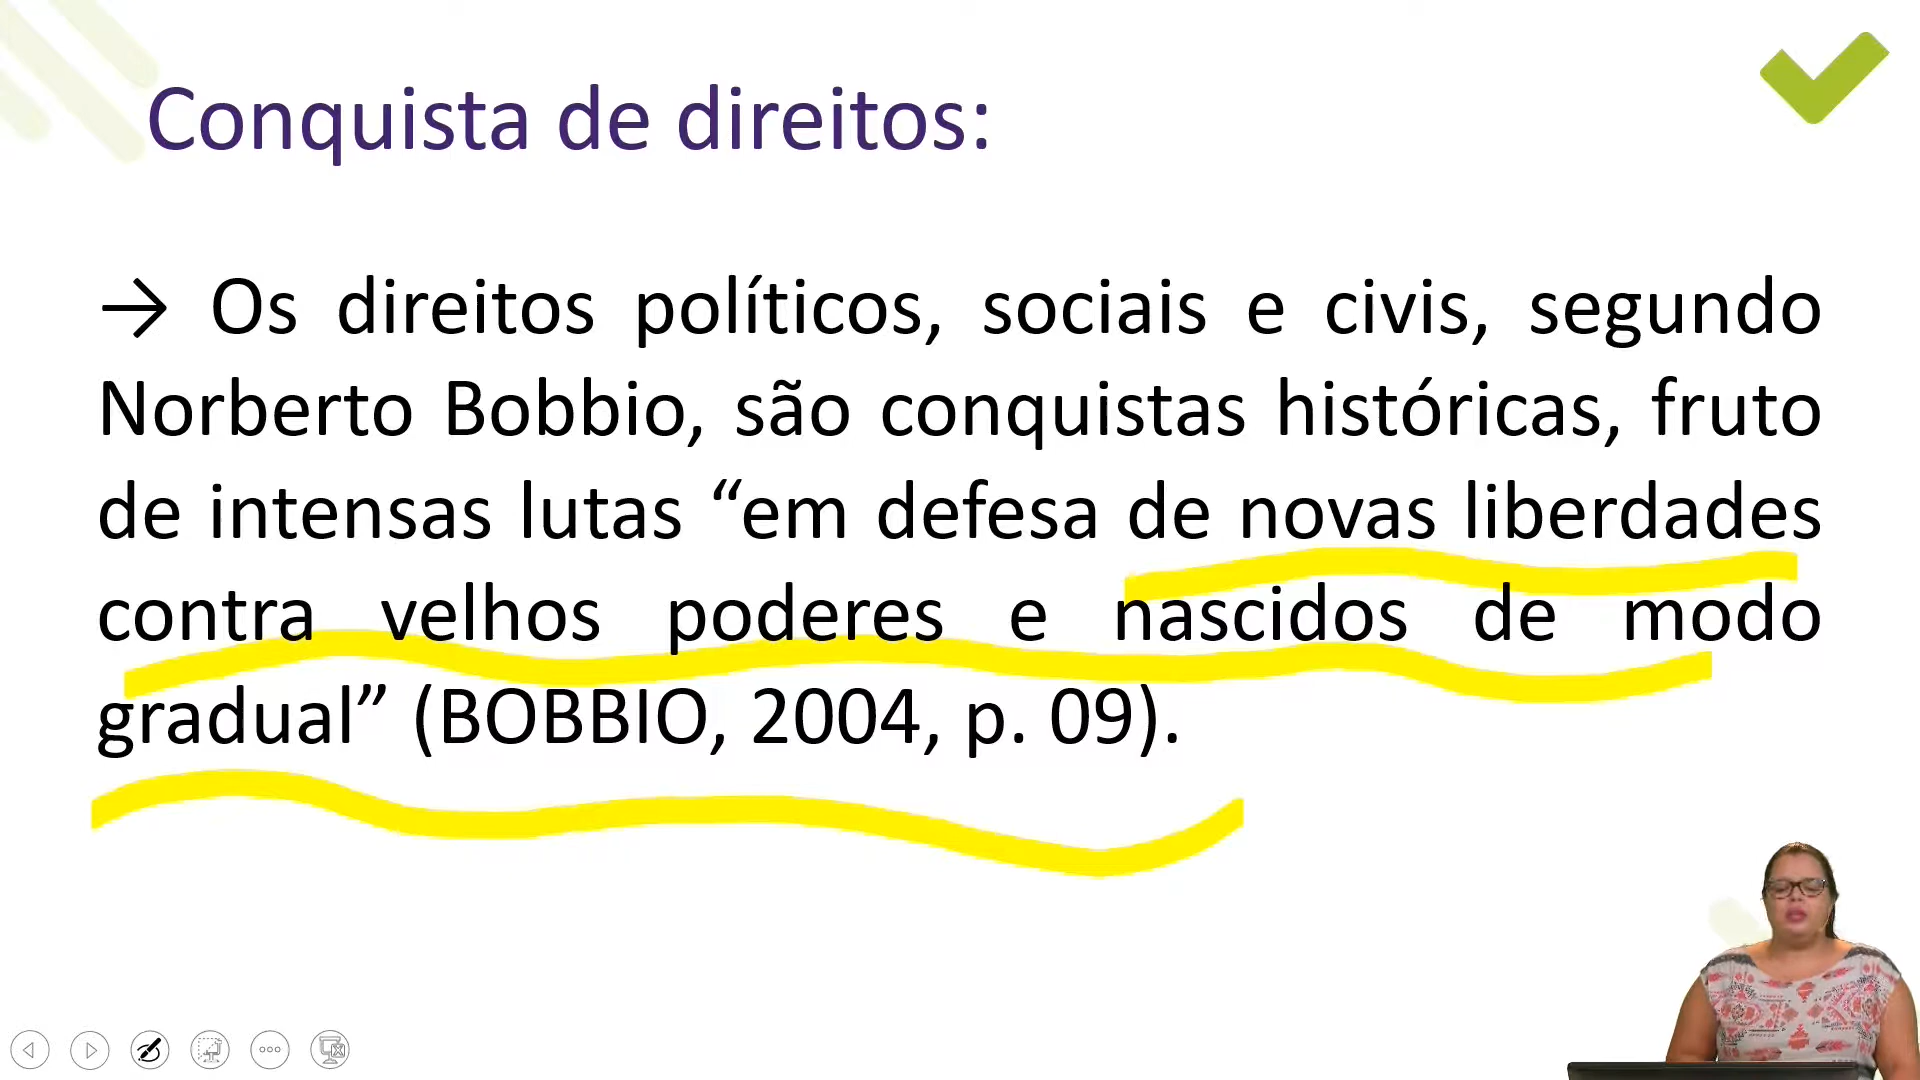 Conquista de direitos:
→ Os direitos políticos, sociais e civis, segundo
Norberto Bobbio, são conquistas históricas, fruto
de intensas lutas “em defesa de novas liberdades
contra velhos poderes e nascidos de modo
gradual” (BOBBIO, 2004, p. 09).